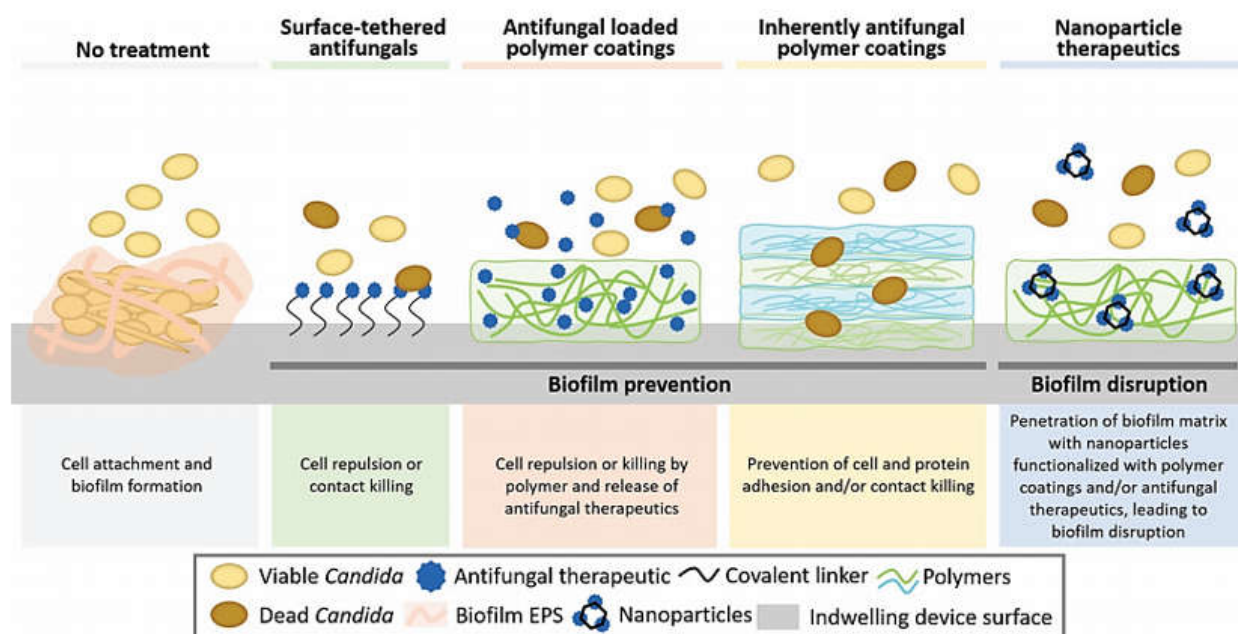 No treatment
Surface-tethered
antifungals
Antifungal loaded
polymer coatings
Inherently antifungal
polymer coatings
Nanoparticle
therapeutics
Biofilm prevention
Biofilm disruption
Cell attachment and
biofilm formation
Cell repulsion or
contact killing
Cell repulsion or killing by
polymer and release of
antifungal therapeutics
Prevention of cell and protein
adhesion and/or contact killing
Penetration of biofilm matrix
with nanoparticles
functionalized with polymer
coatings and/or antifungal
therapeutics, leading to
biofilm disruption
Viable Candida
Antifungal therapeutic
Covalent linker
Polymers
Dead Candida
Biofilm EPS
Nanoparticles
Indwelling device surface